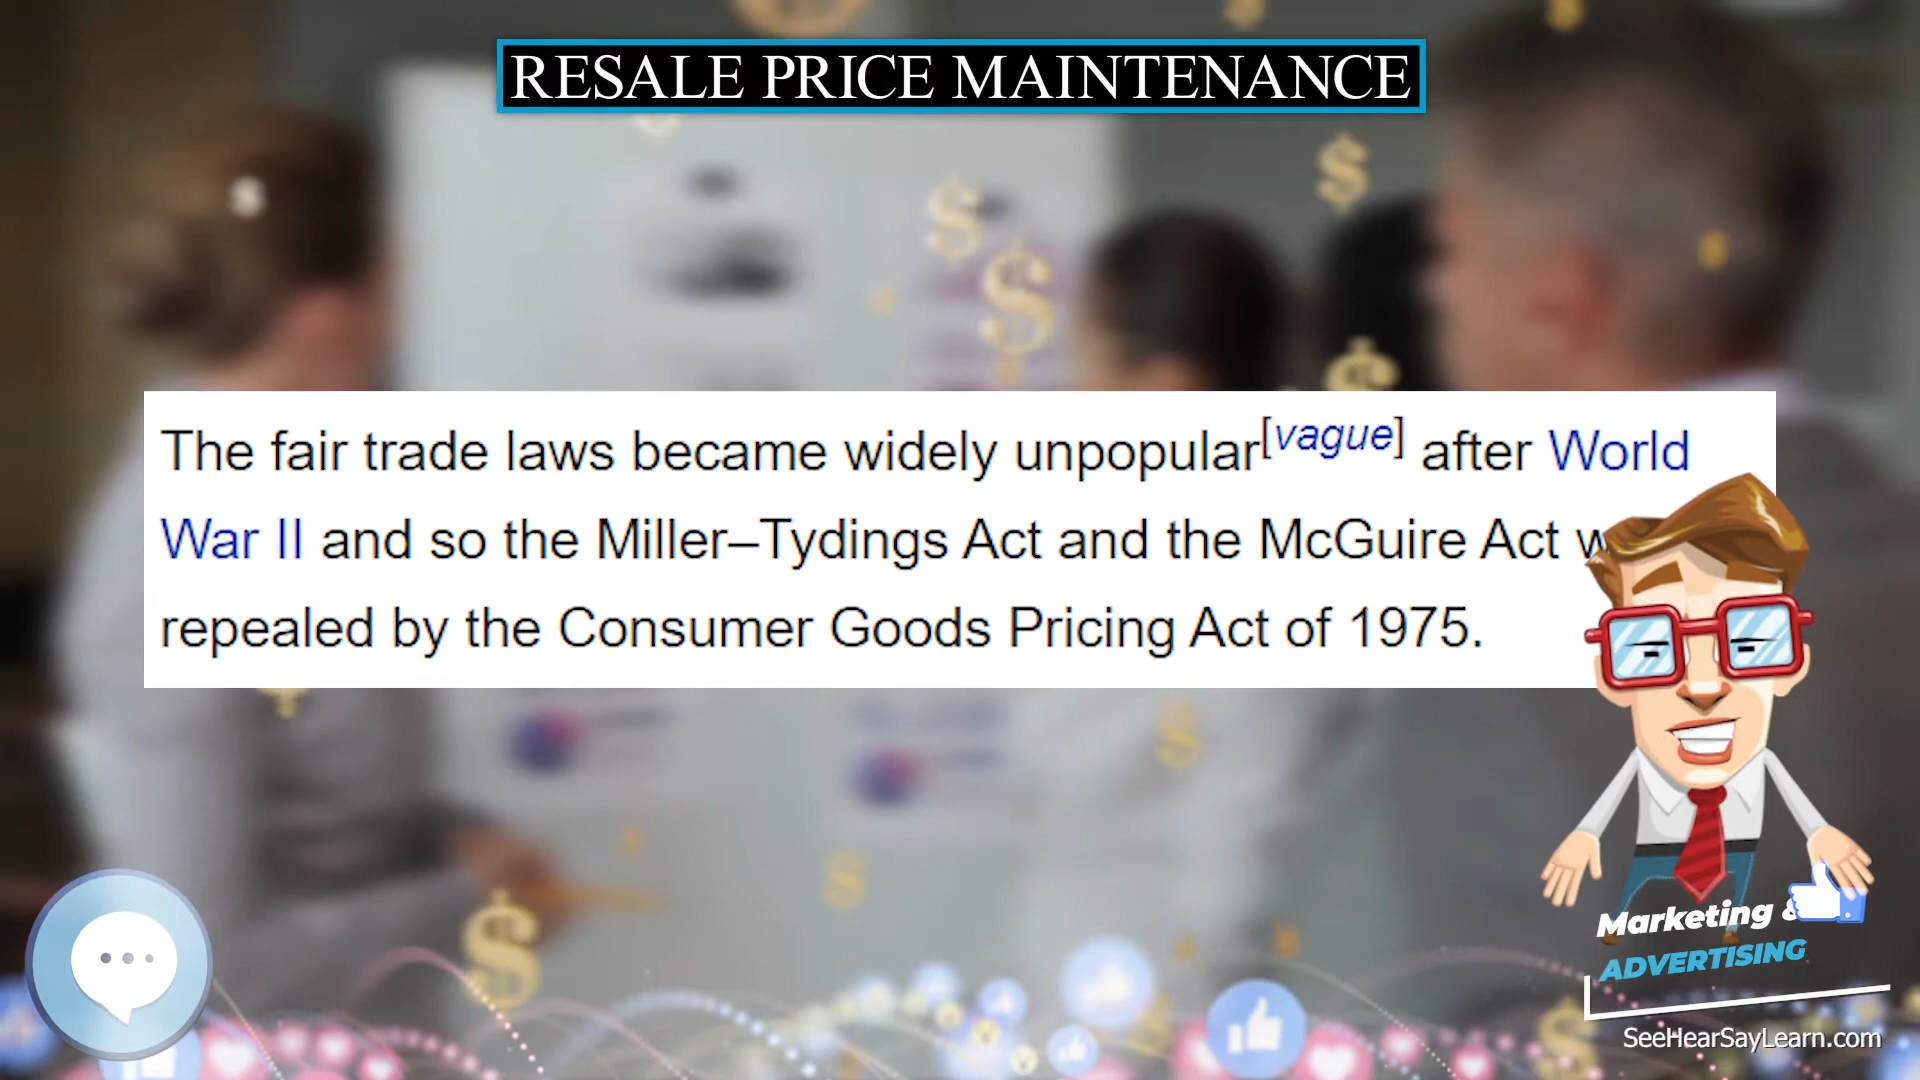 RESALE PRICE MAINTENANCE
The fair trade laws became widely unpopular[vague] after World
War II and so the Miller–Tydings Act and the McGuire Act
repealed by the Consumer Goods Pricing Act of 1975.
Marketing &
ADVERTISING
SeeHearSayLearn.com